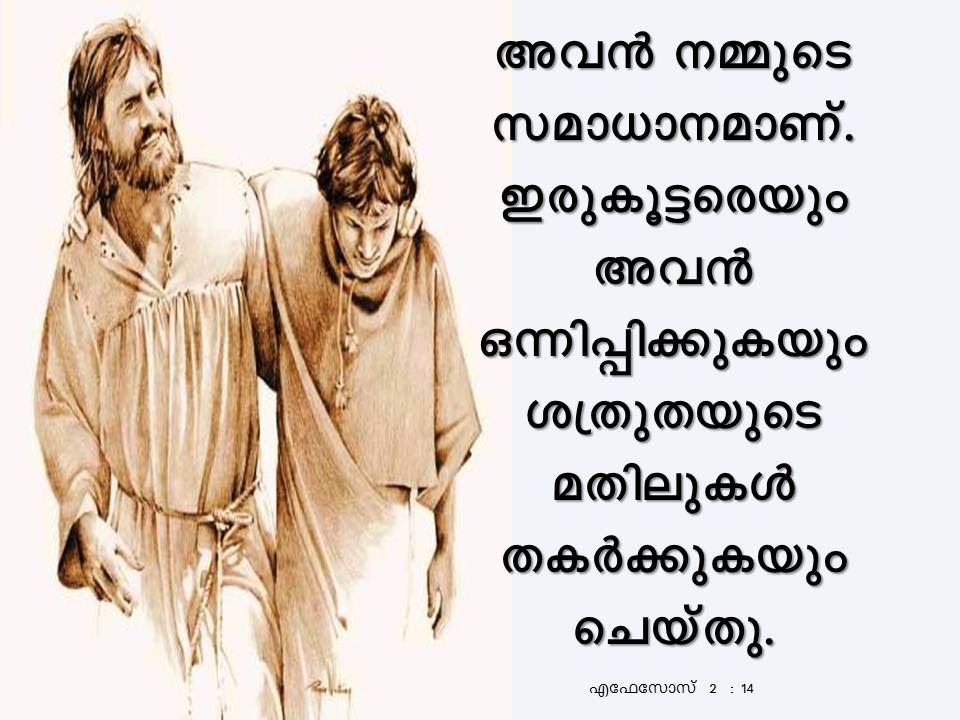 അവൻ നമ്മുടെ
സമാധാനമാണ്.
ഇരുകൂട്ടരെയും
അവൻ
ഒന്നിപ്പിക്കുകയും
ശത്രുതയുടെ
മതിലുകൾ
തകർക്കുകയും
ചെയ്തു.
എഫേസോസ് 2 : 14